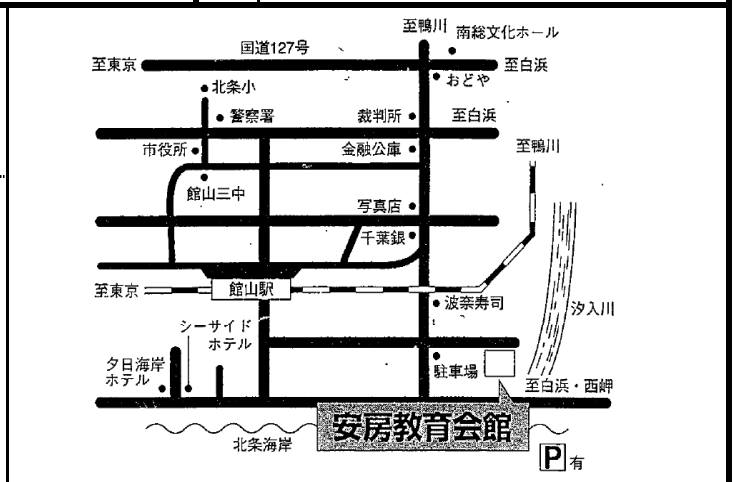 至鴨川
南総文化ホール
国道127号
至東京
至白浜
おどや
北条小
警察署
裁判所
至白浜
市役所
金融公庫
至鴨川
館山三中
写真店
千葉銀
至東京
館山駅
波奈寿司
汐入川
シーサイド
ホテル
夕日海岸
ホテル
駐車場
至白浜・西岬
安房教育会館
北条海岸
P有